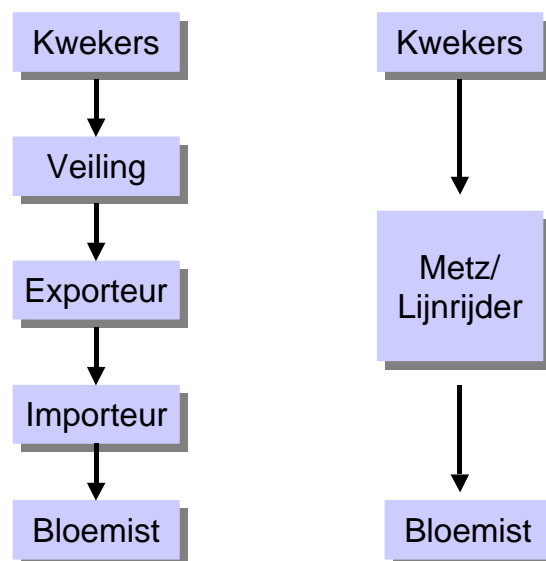 Kwekers
Veiling
Exporteur
Importeur
Bloemist
Kwekers
Metz/
Lijnrijder
Bloemist